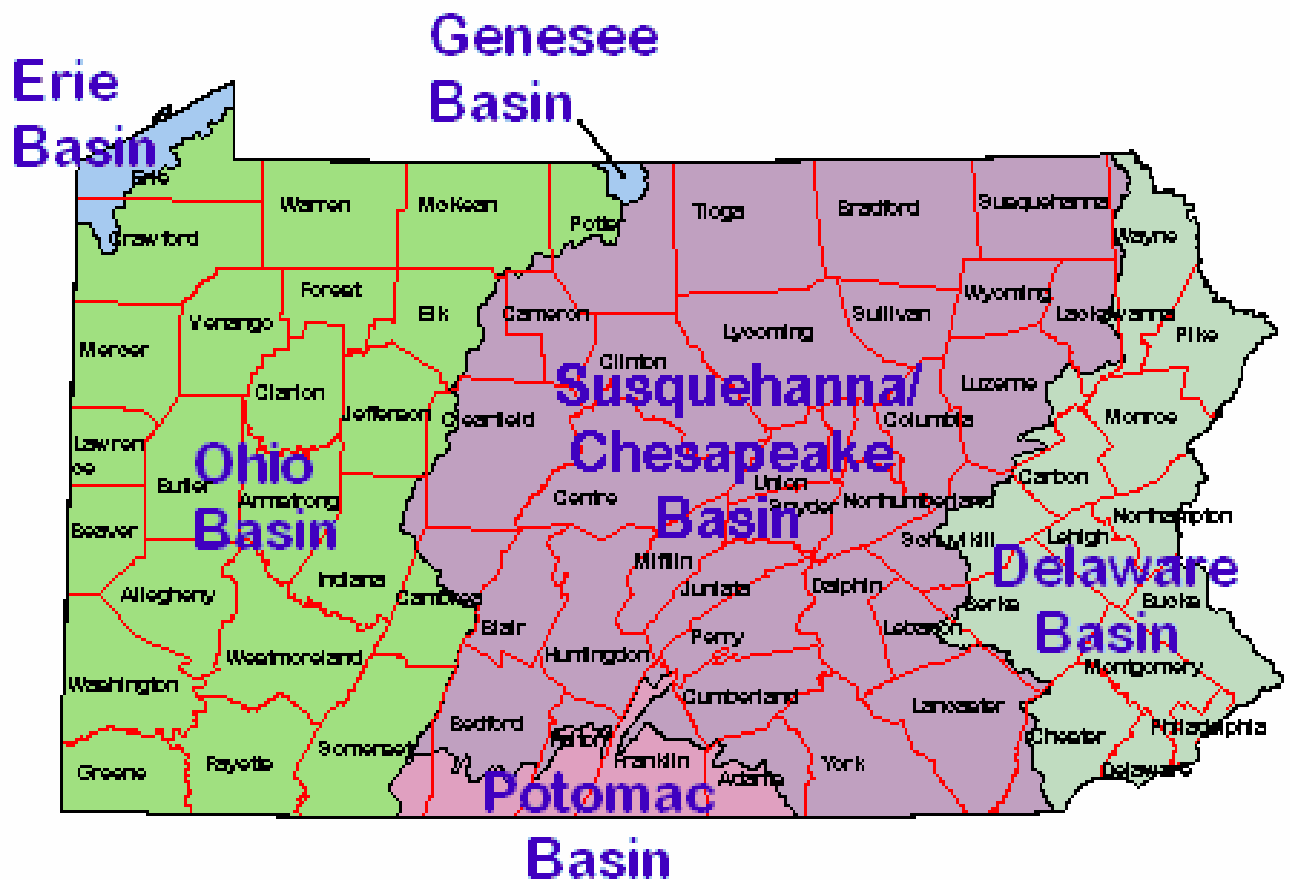 Genesee
Basin
Erie
Basin
Erie
Warren
McKean
Potter
Tioga
Bradford
Susquehanna
Wayne
Crawford
Forest
Elk
Cameron
Wyoming
Lackawanna
Venango
Mercer
Clinton
Lycoming
Sullivan
Pike
Clarion
Jefferson
Clearfield
Susquehanna/
Chesapeake
Basin
Columbia
Luzerne
Monroe
Lawren
ce
Butler
Armstrong
Ohio
Basin
Centre
Union
Snyder
Northumberland
Carbon
Northampton
Beaver
Allegheny
Indiana
Cambria
Mifflin
Juniata
Dauphin
Schuylkill
Lehigh
Delaware
Basin
Berks
Bucks
Blair
Huntingdon
Perry
Lebanon
Montgomery
Westmoreland
Washington
Cumberland
Lancaster
Bedford
Fulton
Franklin
Adams
York
Chester
Philadelphia
Delaware
Greene
Fayette
Somerset
Potomac
Basin